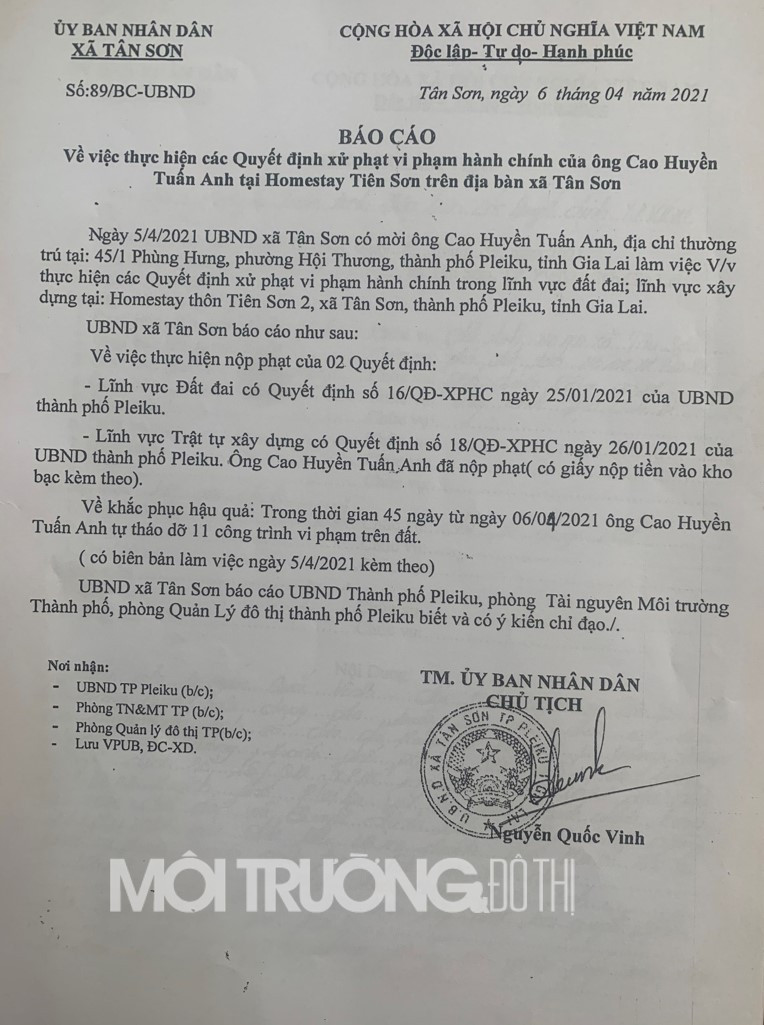 ỦY BAN NHÂN DÂN
XÃ TÂN SƠN
CỘNG HÒA XÃ HỘI CHỦ NGHĨA VIỆT NAM
Độc lập- Tự do- Hạnh phúc
Số:89/BC-UBND
Tân Sơn, ngày 6 tháng 04 năm 2021
BÁO CÁO
Về việc thực hiện các Quyết định xử phạt vi phạm hành chính của ông Cao Huyền
Tuấn Anh tại Homestay Tiên Sơn trên địa bàn xã Tân Sơn
Ngày 5/4/2021 UBND xã Tân Sơn có mời ông Cao Huyền Tuấn Anh, địa chỉ thường
trú tại: 45/1 Phùng Hưng, phường Hội Thương, thành phố Pleiku, tỉnh Gia Lai làm việc V/v
thực hiện các Quyết định xử phạt vi phạm hành chính trong lĩnh vực đất đai; lĩnh vực xây
dựng tại: Homestay thôn Tiên Sơn 2, xã Tân Sơn, thành phố Pleiku, tỉnh Gia Lai.
UBND xã Tân Sơn báo cáo như sau:
Về việc thực hiện nộp phạt của 02 Quyết định:
- Lĩnh vực Đất đai có Quyết định số 16/QĐ-XPHC ngày 25/01/2021 của UBND
thành phố Pleiku.
- Lĩnh vực Trật tự xây dựng có Quyết định số 18/QĐ-XPHC ngày 26/01/2021 của
UBND thành phố Pleiku. Ông Cao Huyền Tuấn Anh đã nộp phạt( có giấy nộp tiền vào kho
bạc kèm theo).
Về khắc phục hậu quả: Trong thời gian 45 ngày từ ngày 06/04/2021 ông Cao Huyền
Tuấn Anh tự tháo dỡ 11 công trình vi phạm trên đất.
( có biên bản làm việc ngày 5/4/2021 kèm theo)
UBND xã Tân Sơn báo cáo UBND Thành phố Pleiku, phòng Tài nguyên Môi trường
Thành phố, phòng Quản Lý đô thị thành phố Pleiku biết và có ý kiến chỉ đạo./.
Nơi nhận:
- UBND TP Pleiku (b/c);
- Phòng TN&MT TP (b/c);
- Phòng Quản lý đô thị TP(b/c);
- Lưu VPUB, ĐC-XD.
TM. ỦY BAN NHÂN DÂN
CHỦ TỊCH
U.B.N.D XÃ TÂN SƠN TP PLEIKU T.GIA LAI
Nguyễn Quốc Vinh
MÔI TRƯỜNG & ĐÔ THỊ